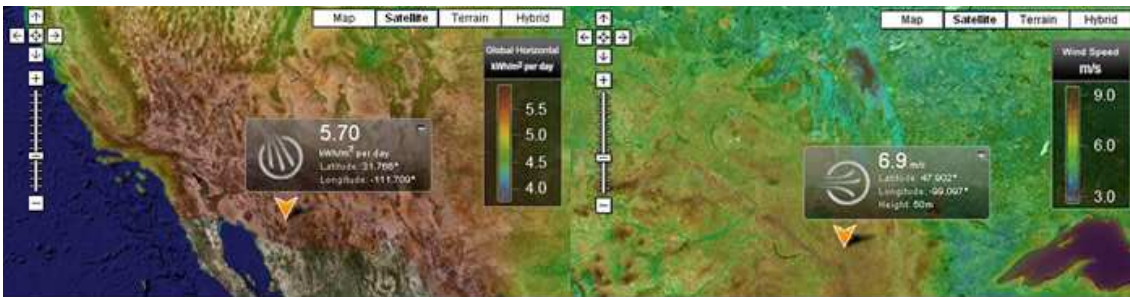 Map Satellite Terrain Hybrid
Global Horizontal
kWh/m² per day
5.5
5.0
4.5
4.0
5.70
kWh/m² per day
Latitude: 31.766°
Longitude: -111.709°
Map Satellite Terrain Hybrid
Wind Speed
m/s
9.0
6.0
3.0
6.9 m/s
Latitude: 47.902°
Longitude: -99.097°
Height: 50m